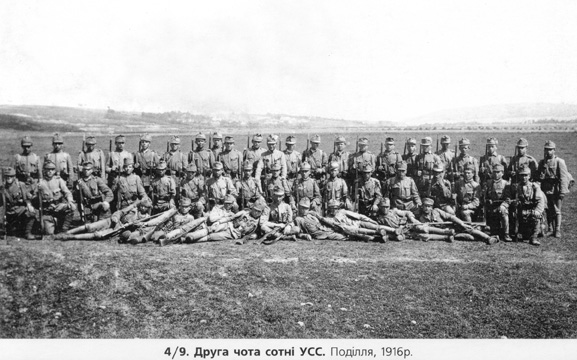 4/9. Друга чота сотні УСС. Поділля, 1916р.